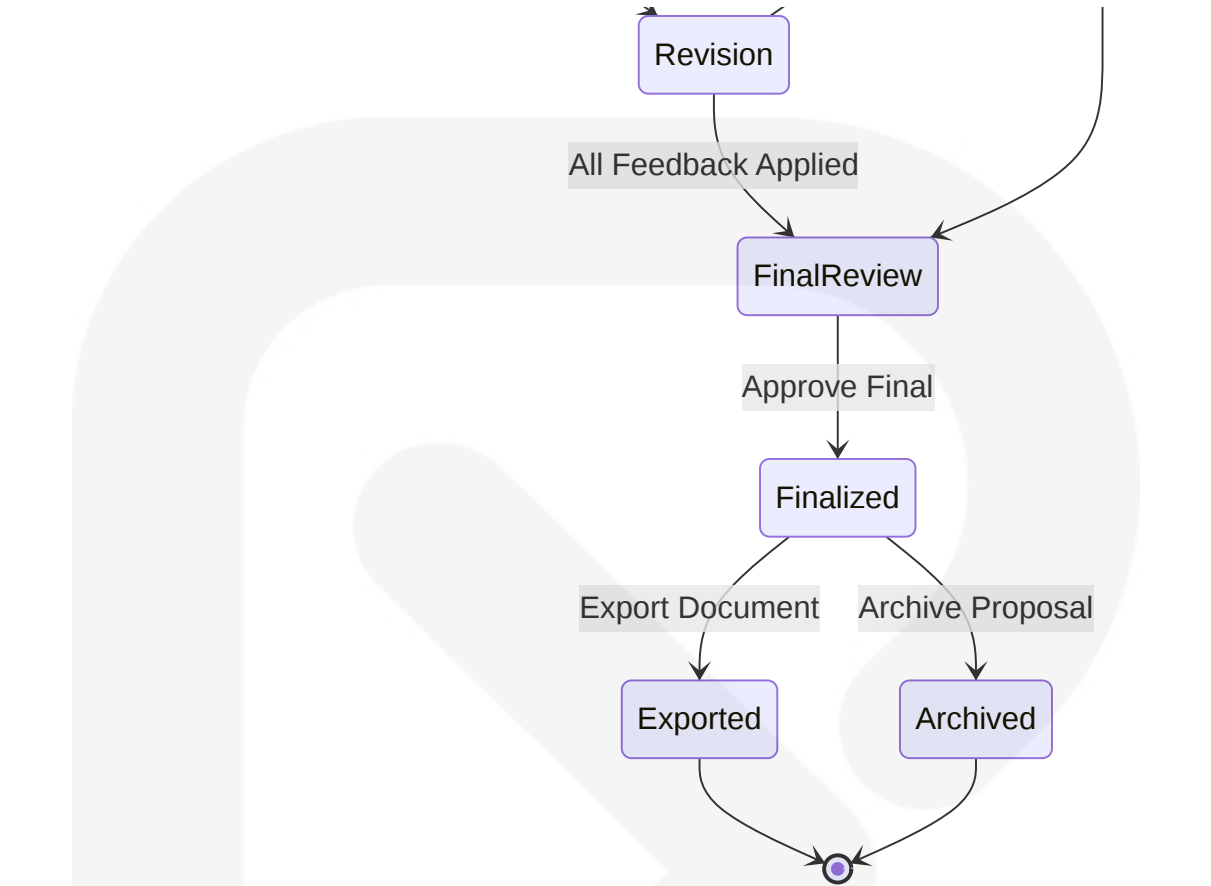 Revision
All Feedback Applied
FinalReview
Approve Final
Finalized
Export Document
Archive Proposal
Exported
Archived